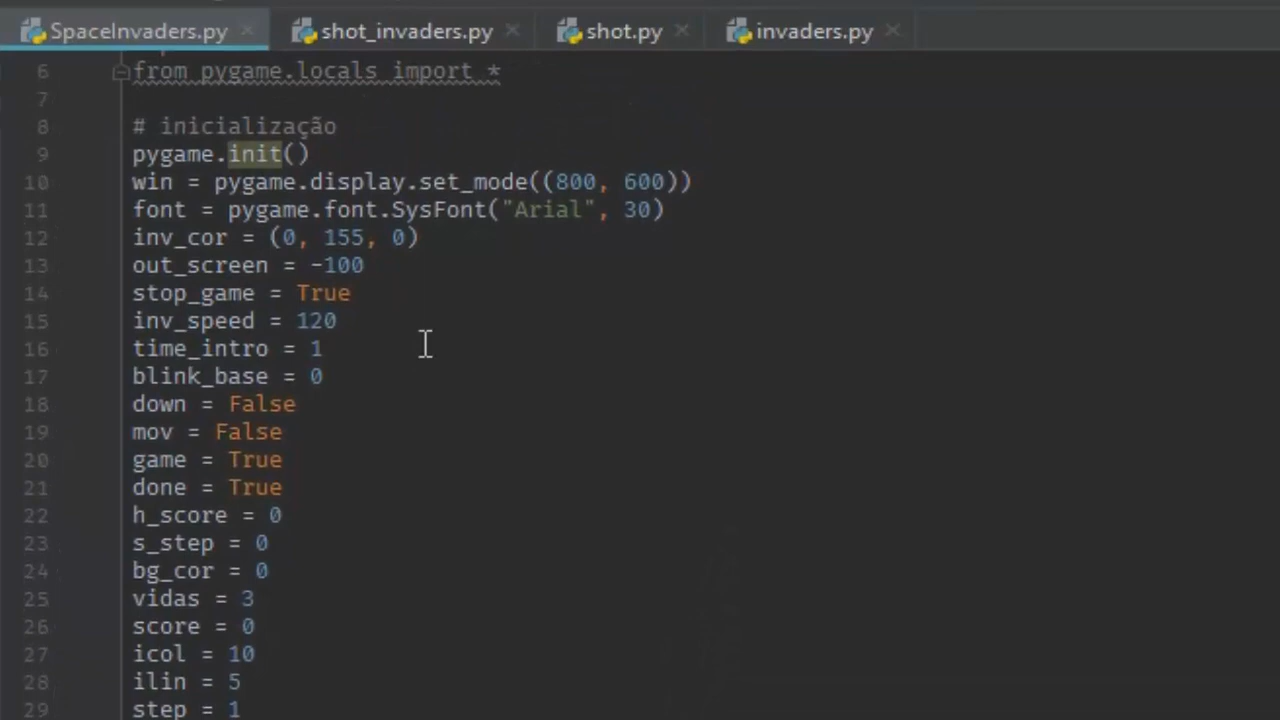 SpaceInvaders.py shot_invaders.py shot.py invaders.py
6 from pygame.locals import *
7
8 # inicialização
9 pygame.init()
10 win = pygame.display.set_mode((800, 600))
11 font = pygame.font.SysFont("Arial", 30)
12 inv_cor = (0, 155, 0)
13 out_screen = -100
14 stop_game = True
15 inv_speed = 120
16 time_intro = 1
17 blink_base = 0
18 down = False
19 mov = False
20 game = True
21 done = True
22 h_score = 0
23 s_step = 0
24 bg_cor = 0
25 vidas = 3
26 score = 0
27 icol = 10
28 ilin = 5
29 step = 1